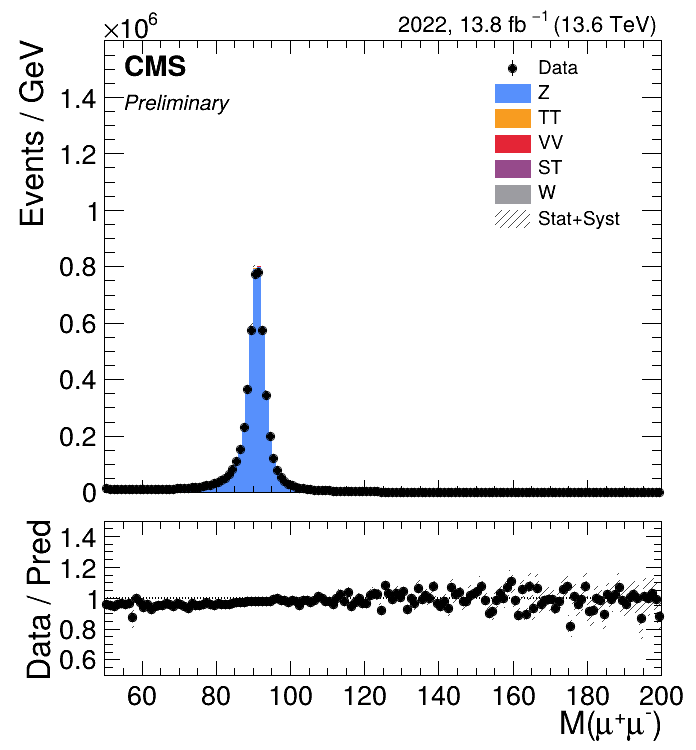 ×10⁶
2022, 13.8 fb⁻¹ (13.6 TeV)
Events / GeV
CMS
Preliminary
Data
Z
TT
VV
ST
W
Stat+Syst
1.4
1.2
1
0.8
0.6
0.4
0.2
0
Data / Pred
1.4
1.2
1
0.8
0.6
60 80 100 120 140 160 180 200
M(μ⁺μ⁻)